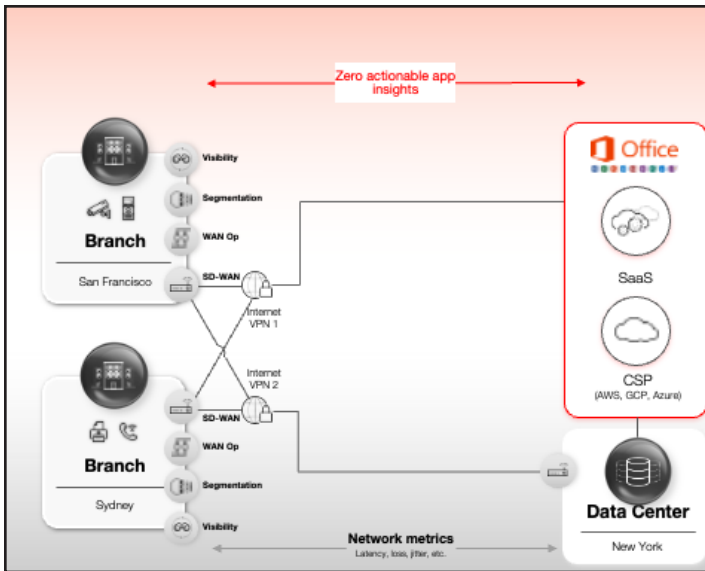 Zero actionable app
insights
Visibility
Segmentation
WAN Op
SD-WAN
Branch
San Francisco
Internet
VPN 1
Internet
VPN 2
SD-WAN
WAN Op
Segmentation
Visibility
Branch
Sydney
Office
SaaS
CSP
(AWS, GCP, Azure)
Data Center
New York
Network metrics
Latency, loss, jitter, etc.